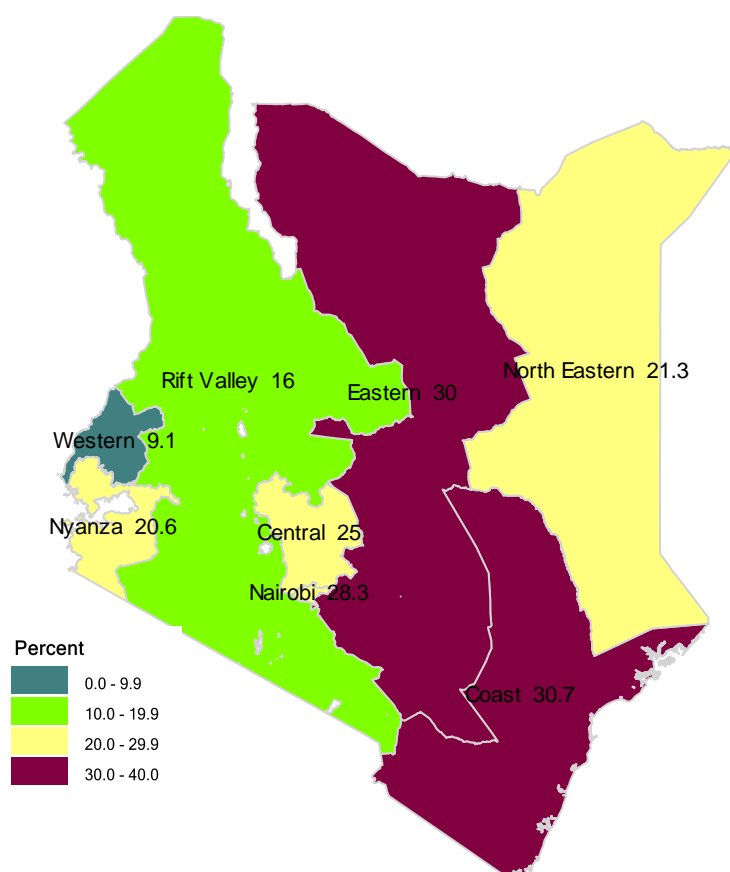 North Eastern 21.3
Rift Valley 16
Eastern 30
Western 9.1
Nyanza 20.6
Central 25
Nairobi 28.3
Coast 30.7
Percent
0.0 - 9.9
10.0 - 19.9
20.0 - 29.9
30.0 - 40.0